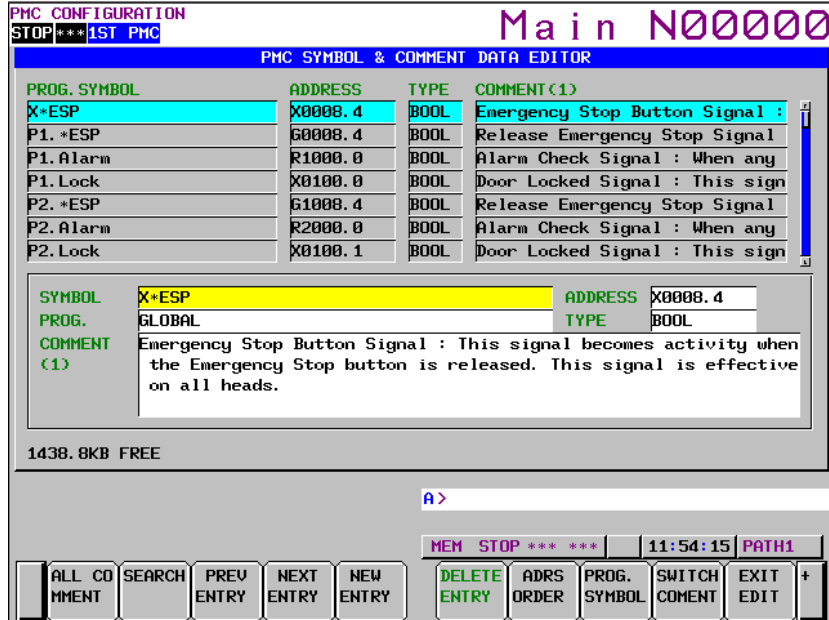 PMC CONFIGURATION
STOP***1ST PMC Main N00000
PMC SYMBOL & COMMENT DATA EDITOR
PROG.SYMBOL ADDRESS TYPE COMMENT(1)
X*ESP X0008.4 BOOL Emergency Stop Button Signal :
P1.*ESP G0008.4 BOOL Release Emergency Stop Signal
P1.Alarm R1000.0 BOOL Alarm Check Signal : When any
P1.Lock X0100.0 BOOL Door Locked Signal : This sign
P2.*ESP G1008.4 BOOL Release Emergency Stop Signal
P2.Alarm R2000.0 BOOL Alarm Check Signal : When any
P2.Lock X0100.1 BOOL Door Locked Signal : This sign
SYMBOL X*ESP ADDRESS X0008.4
PROG. GLOBAL TYPE BOOL
COMMENT Emergency Stop Button Signal : This signal becomes activity when
(1) the Emergency Stop button is released. This signal is effective
on all heads.
1438.8KB FREE
A>
MEM STOP *** *** 11:54:15 PATH1
ALL CO SEARCH PREV NEXT NEW DELETE ADRS PROG. SWITCH EXIT +
MMENT ENTRY ENTRY ENTRY ENTRY ORDER SYMBOL COMENT EDIT